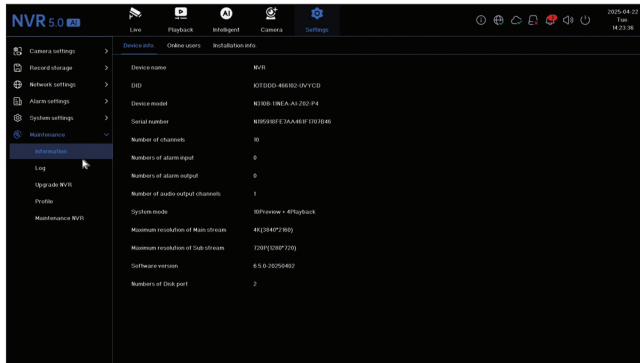 NVR 5.0 AI
Live
Playback
Intelligent
Camera
Settings
2025-04-22
Tue
14:23:36
Device info.
Online users
Installation info.
Camera settings
Record storage
Network settings
Alarm settings
System settings
Maintenance
Information
Log
Upgrade NVR
Profile
Maintenance NVR
Device name NVR
DID IOTDDD-466102-UVYCD
Device model N3108-11NEA-AI-Z02-P4
Serial number N195918FE7AA461F1707B46
Number of channels 10
Numbers of alarm input 0
Numbers of alarm output 0
Number of audio output channels 1
System mode 10Preview + 4Playback
Maximum resolution of Main stream 4K(3840*2160)
Maximum resolution of Sub stream 720P(1280*720)
Software version 6.5.0-20250402
Numbers of Disk port 2